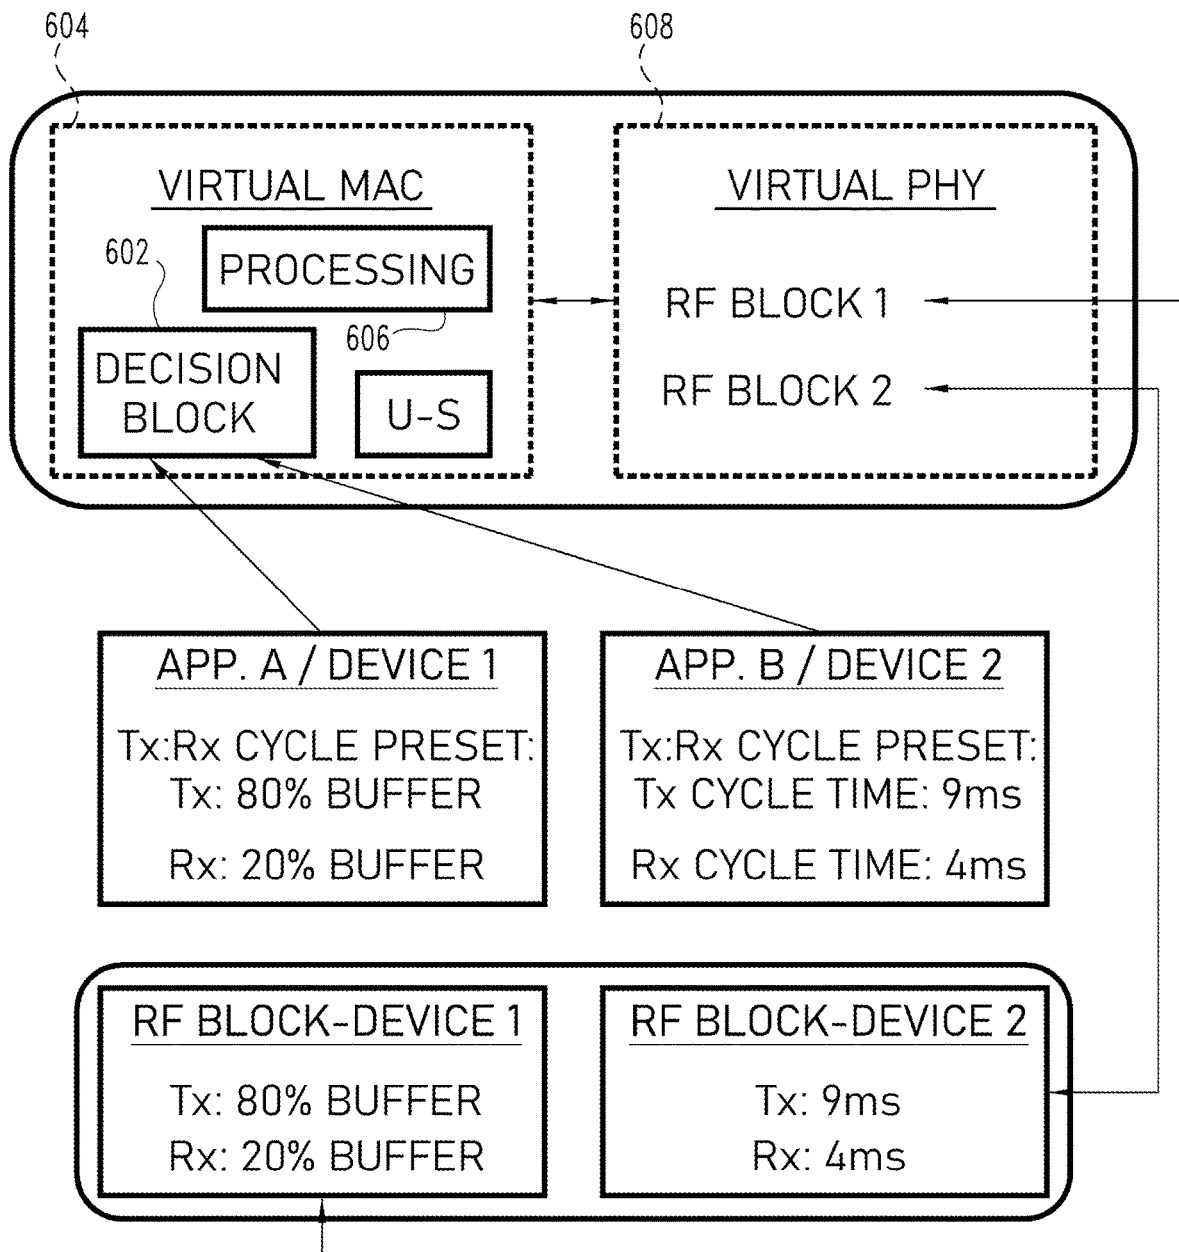 604
608
VIRTUAL MAC
VIRTUAL PHY
602
PROCESSING
606
RF BLOCK 1
DECISION
BLOCK
U-S
RF BLOCK 2
APP. A / DEVICE 1
Tx:Rx CYCLE PRESET:
Tx: 80% BUFFER
Rx: 20% BUFFER
APP. B / DEVICE 2
Tx:Rx CYCLE PRESET:
Tx CYCLE TIME: 9ms
Rx CYCLE TIME: 4ms
RF BLOCK-DEVICE 1
Tx: 80% BUFFER
Rx: 20% BUFFER
RF BLOCK-DEVICE 2
Tx: 9ms
Rx: 4ms